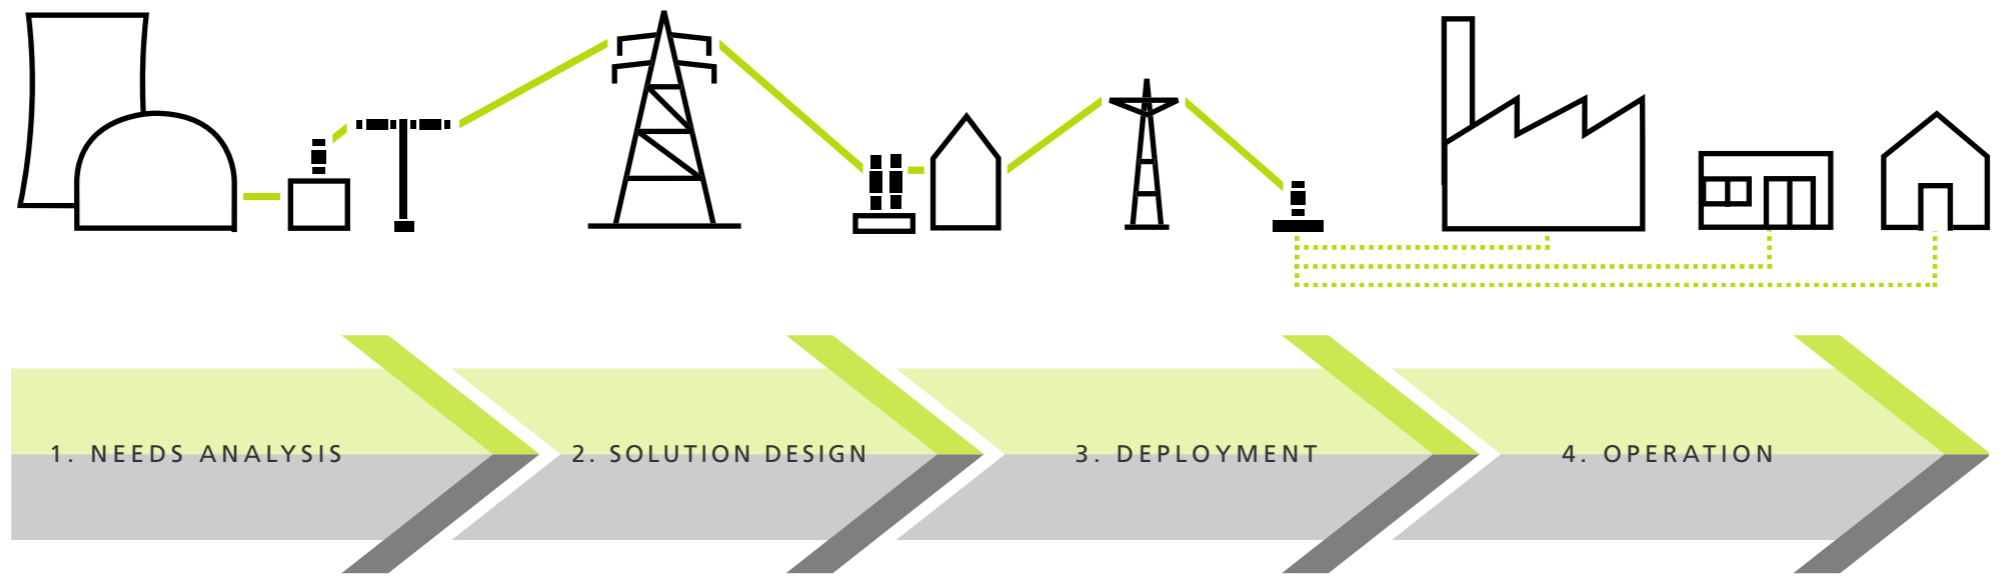 1. NEEDS ANALYSIS
2. SOLUTION DESIGN
3. DEPLOYMENT
4. OPERATION